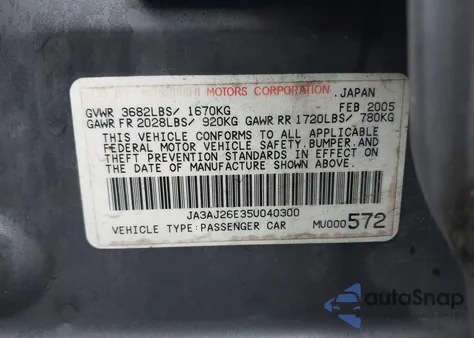 MOTORS CORPORATION, JAPAN
GVWR 3682LBS/ 1670KG FEB 2005
GAWR FR 2028LBS/ 920KG GAWR RR 1720LBS/ 780KG
THIS VEHICLE CONFORMS TO ALL APPLICABLE
FEDERAL MOTOR VEHICLE SAFETY,BUMPER,AND
THEFT PREVENTION STANDARDS IN EFFECT ON
THE DATE OF MANUFACTURE SHOWN ABOVE.
JA3AJ26E35U040300
VEHICLE TYPE:PASSENGER CAR MU000572
autoSnap